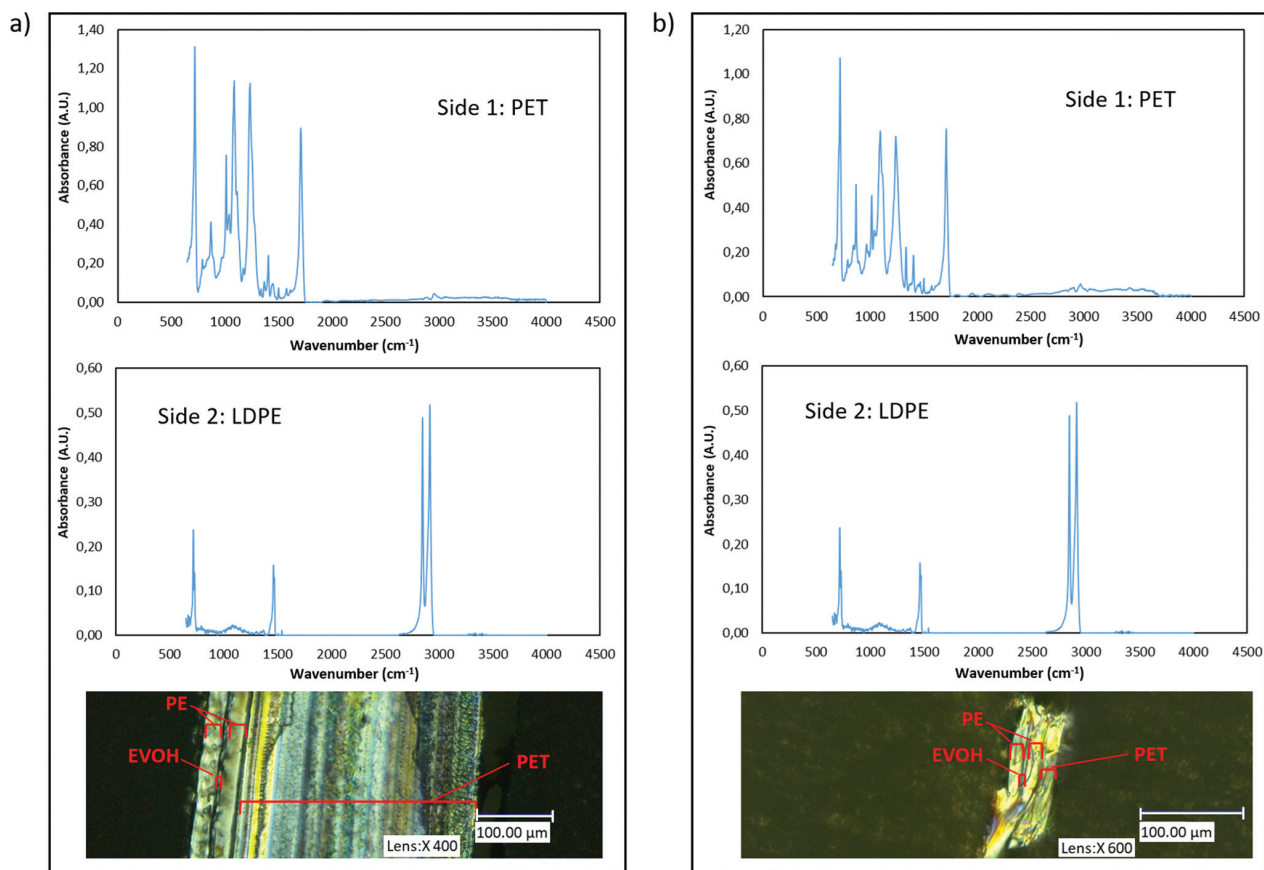 a)
1,40
1,20
1,00
0,80
0,60
0,40
0,20
0,00
Absorbance (A.U.)
Side 1: PET
0 500 1000 1500 2000 2500 3000 3500 4000 4500
Wavenumber (cm-1)
0,60
0,50
0,40
0,30
0,20
0,10
0,00
Absorbance (A.U.)
Side 2: LDPE
0 500 1000 1500 2000 2500 3000 3500 4000 4500
Wavenumber (cm-1)
PE
EVOH
PET
100.00 µm
Lens:X 400
b)
1,20
1,00
0,80
0,60
0,40
0,20
0,00
Absorbance (A.U.)
Side 1: PET
0 500 1000 1500 2000 2500 3000 3500 4000 4500
Wavenumber (cm-1)
0,60
0,50
0,40
0,30
0,20
0,10
0,00
Absorbance (A.U.)
Side 2: LDPE
0 500 1000 1500 2000 2500 3000 3500 4000 4500
Wavenumber (cm-1)
PE
EVOH
PET
100.00 µm
Lens:X 600